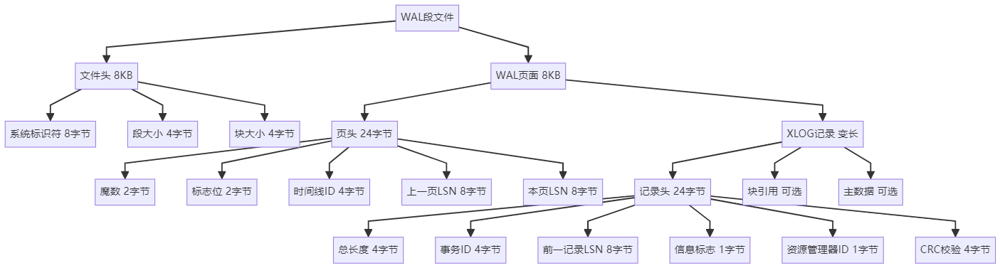 WAL段文件
文件头 8KB
WAL页面 8KB
系统标识符 8字节
段大小 4字节
块大小 4字节
页头 24字节
XLOG记录 变长
魔数 2字节
标志位 2字节
时间线ID 4字节
上一页LSN 8字节
本页LSN 8字节
记录头 24字节
块引用 可选
主数据 可选
总长度 4字节
事务ID 4字节
前一记录LSN 8字节
信息标志 1字节
资源管理器ID 1字节
CRC校验 4字节